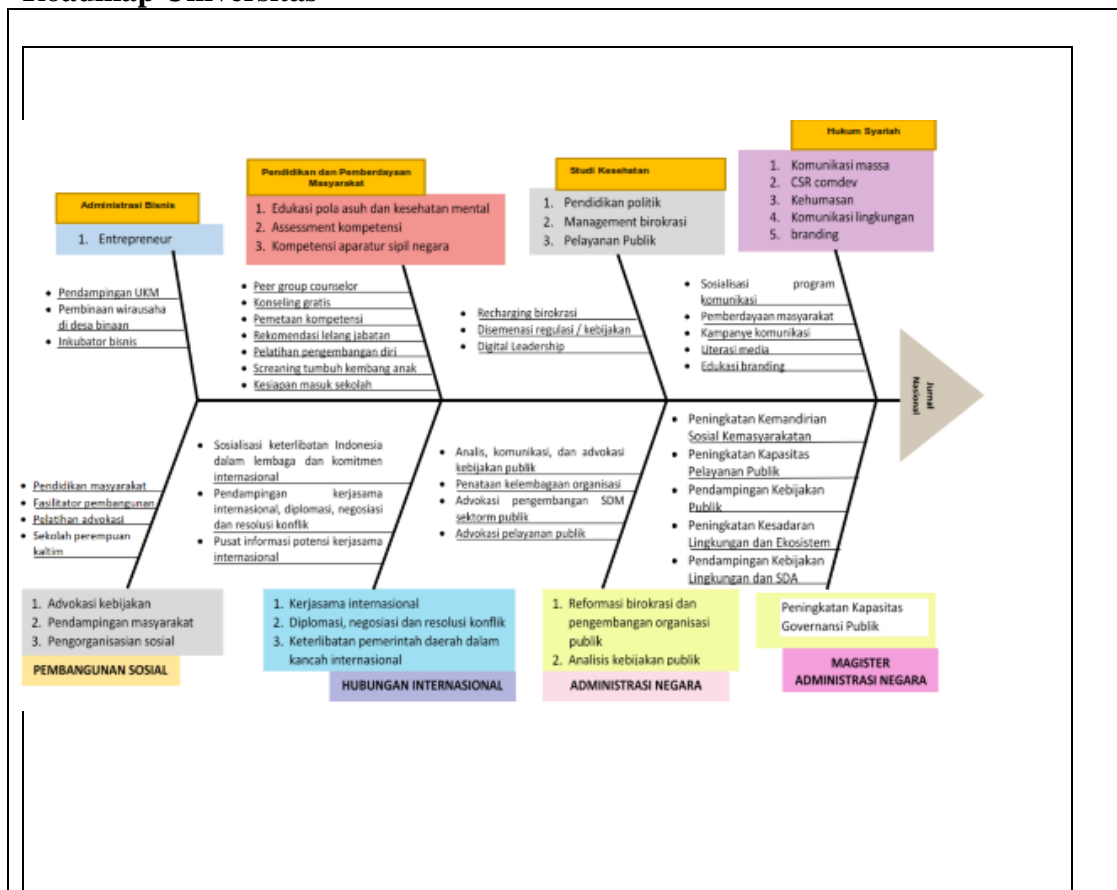 Roadmap Universitas
Hukum Syariah
1. Komunikasi massa
2. CSR comdev
3. Kehumasan
4. Komunikasi lingkungan
5. branding
Studi Kesehatan
1. Pendidikan politik
2. Management birokrasi
3. Pelayanan Publik
Pendidikan dan Pemberdayaan
Masyarakat
1. Edukasi pola asuh dan kesehatan mental
2. Assessment kompetensi
3. Kompetensi aparatur sipil negara
Administrasi Bisnis
1. Entrepreneur
• Pendampingan UKM
• Pembinaan wirausaha
di desa binaan
• Inkubator bisnis
• Peer group counselor
• Konseling gratis
• Pemetaan kompetensi
• Rekomendasi lelang jabatan
• Pelatihan pengembangan diri
• Screaning tumbuh kembang anak
• Kesiapan masuk sekolah
• Recharging birokrasi
• Disemenasi regulasi / kebijakan
• Digital Leadership
• Sosialisasi program
komunikasi
• Pemberdayaan masyarakat
• Kampanye komunikasi
• Literasi media
• Edukasi branding
Jurnal
Nasional
• Pendidikan masyarakat
• Fasilitator pembangunan
• Pelatihan advokasi
• Sekolah perempuan
kaltim
• Sosialisasi keterlibatan Indonesia
dalam lembaga dan komitmen
internasional
• Pendampingan kerjasama
internasional, diplomasi, negosiasi
dan resolusi konflik
• Pusat informasi potensi kerjasama
internasional
• Analis, komunikasi, dan advokasi
kebijakan publik
• Penataan kelembagaan organisasi
• Advokasi pengembangan SDM
sektorm publik
• Advokasi pelayanan publik
• Peningkatan Kemandirian
Sosial Kemasyarakatan
• Peningkatan Kapasitas
Pelayanan Publik
• Pendampingan Kebijakan
Publik
• Peningkatan Kesadaran
Lingkungan dan Ekosistem
• Pendampingan Kebijakan
Lingkungan dan SDA
1. Advokasi kebijakan
2. Pendampingan masyarakat
3. Pengorganisasian sosial
PEMBANGUNAN SOSIAL
1. Kerjasama internasional
2. Diplomasi, negosiasi dan resolusi konflik
3. Keterlibatan pemerintah daerah dalam
kancah internasional
HUBUNGAN INTERNASIONAL
1. Reformasi birokrasi dan
pengembangan organisasi
publik
2. Analisis kebijakan publik
ADMINISTRASI NEGARA
Peningkatan Kapasitas
Governansi Publik
MAGISTER
ADMINISTRASI NEGARA